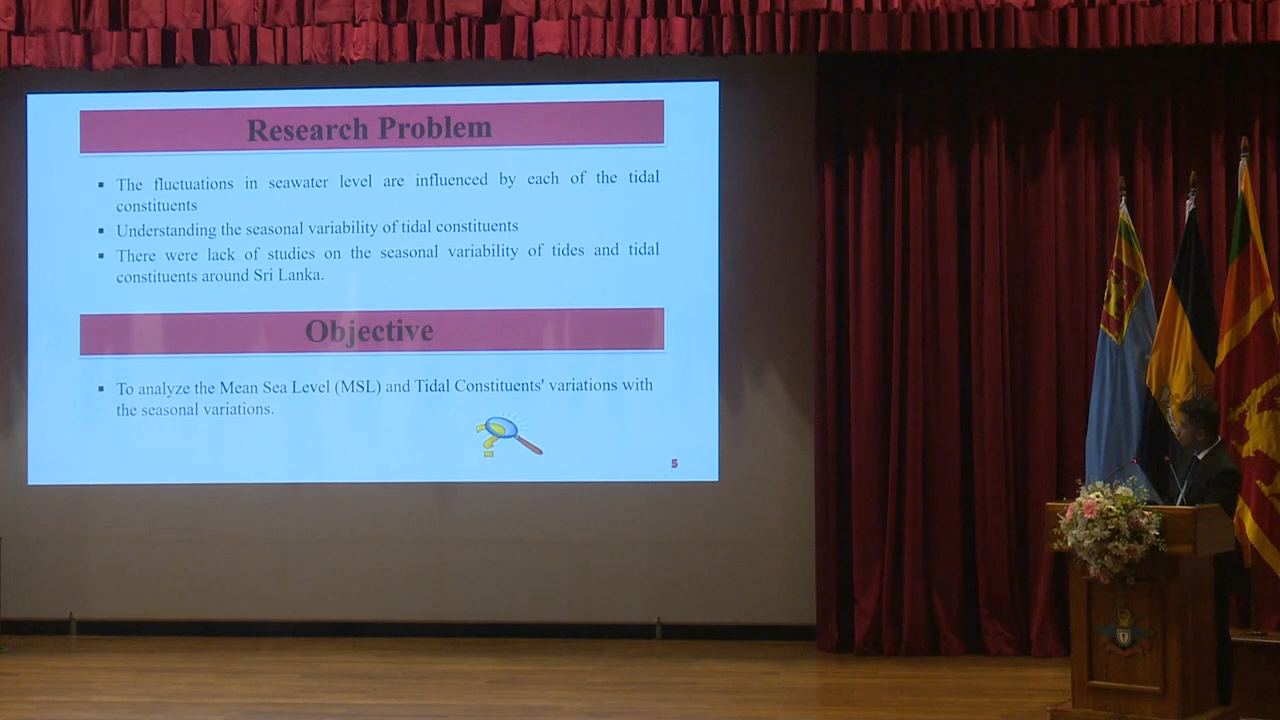 Research Problem
▪ The fluctuations in seawater level are influenced by each of the tidal
constituents
▪ Understanding the seasonal variability of tidal constituents
▪ There were lack of studies on the seasonal variability of tides and tidal
constituents around Sri Lanka.
Objective
▪ To analyze the Mean Sea Level (MSL) and Tidal Constituents' variations with
the seasonal variations.
5